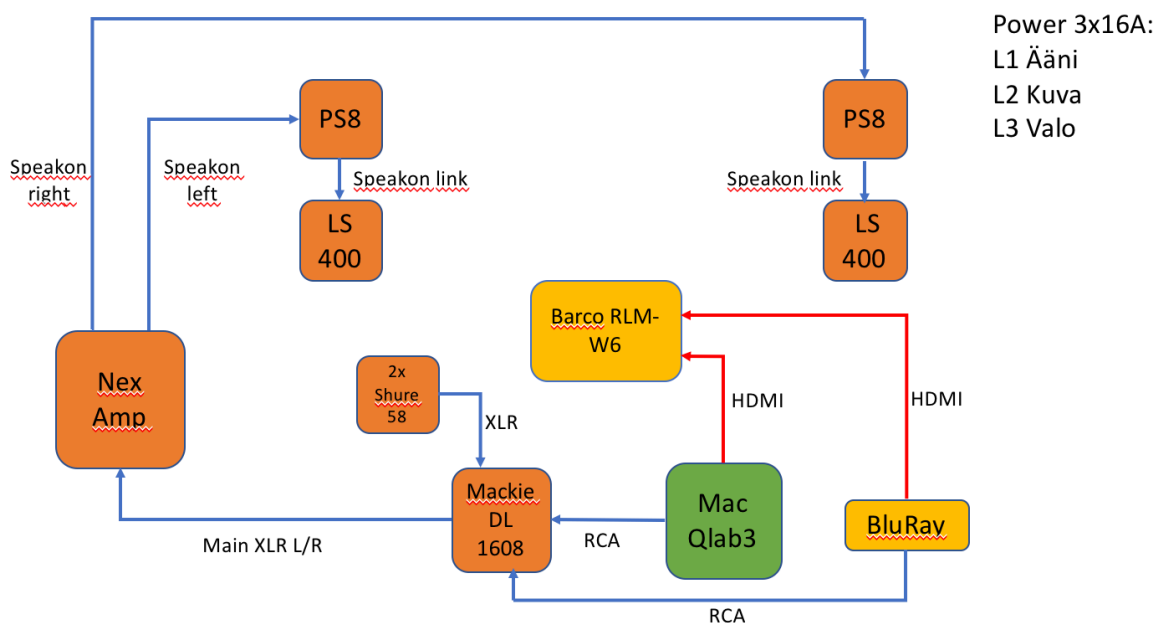 Power 3x16A:
L1 Ääni
L2 Kuva
L3 Valo
PS8
PS8
Speakon
right
Speakon
left
Speakon link
Speakon link
LS
400
LS
400
Barco RLM-
W6
Nex
Amp
2x
Shure
58
XLR
HDMI
HDMI
Mackie
DL
1608
Mac
Qlab3
BluRay
Main XLR L/R
RCA
RCA